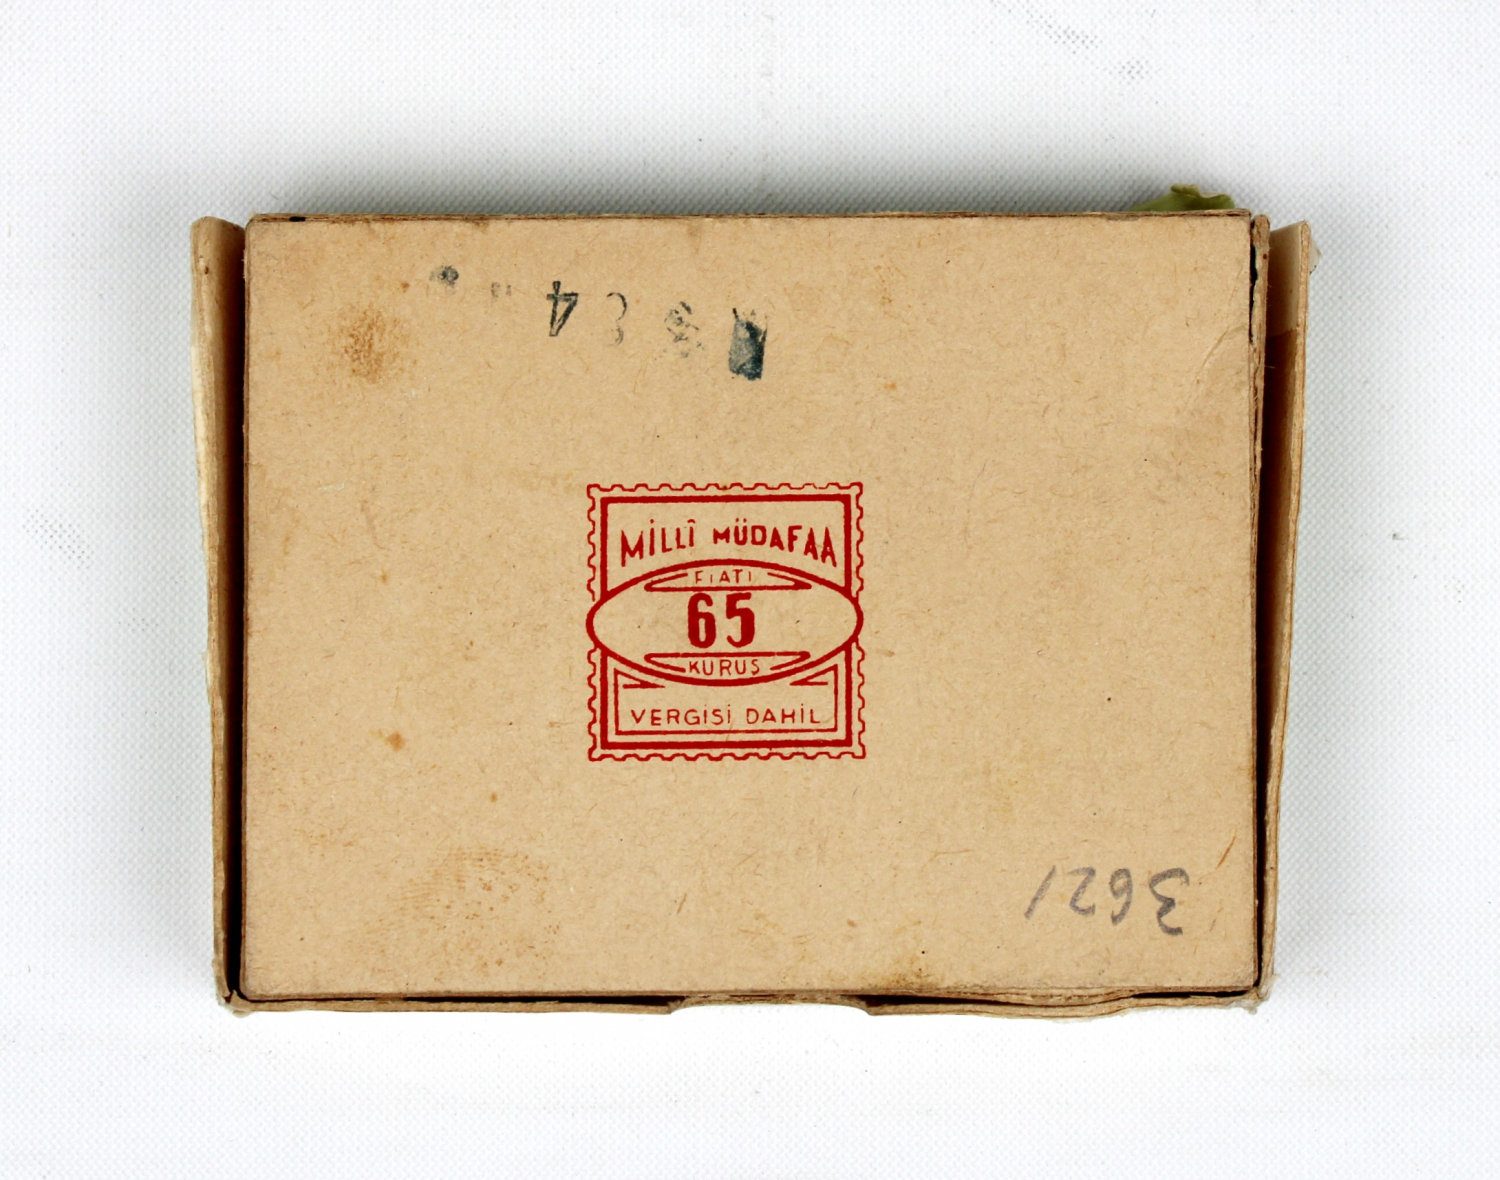 MİLLÎ MÜDAFAA
FİATI
65
KURUŞ
VERGİSİ DAHİL
3621